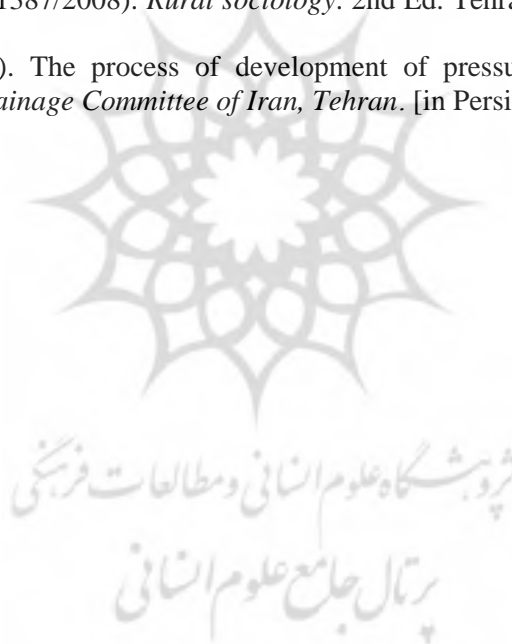 1387/2008). Rural sociology. 2nd Ed. Tehra
). The process of development of pressu
ainage Committee of Iran, Tehran. [in Persi
پژوهشگاه علوم انسانی و مطالعات فرهنگی
پرتال جامع علوم انسانی